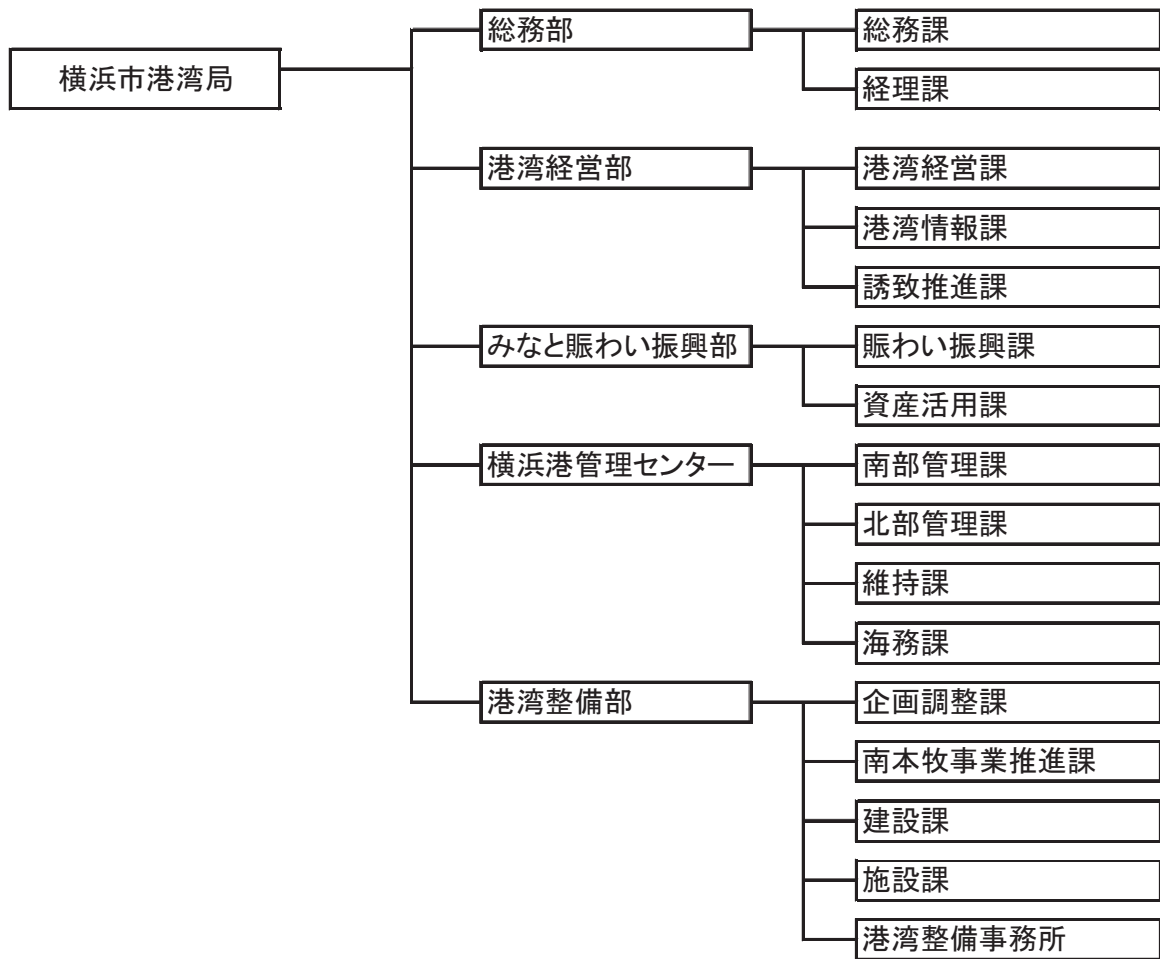 横浜市港湾局
総務部
総務課
経理課
港湾経営部
港湾経営課
港湾情報課
誘致推進課
みなと賑わい振興部
賑わい振興課
資産活用課
横浜港管理センター
南部管理課
北部管理課
維持課
海務課
港湾整備部
企画調整課
南本牧事業推進課
建設課
施設課
港湾整備事務所